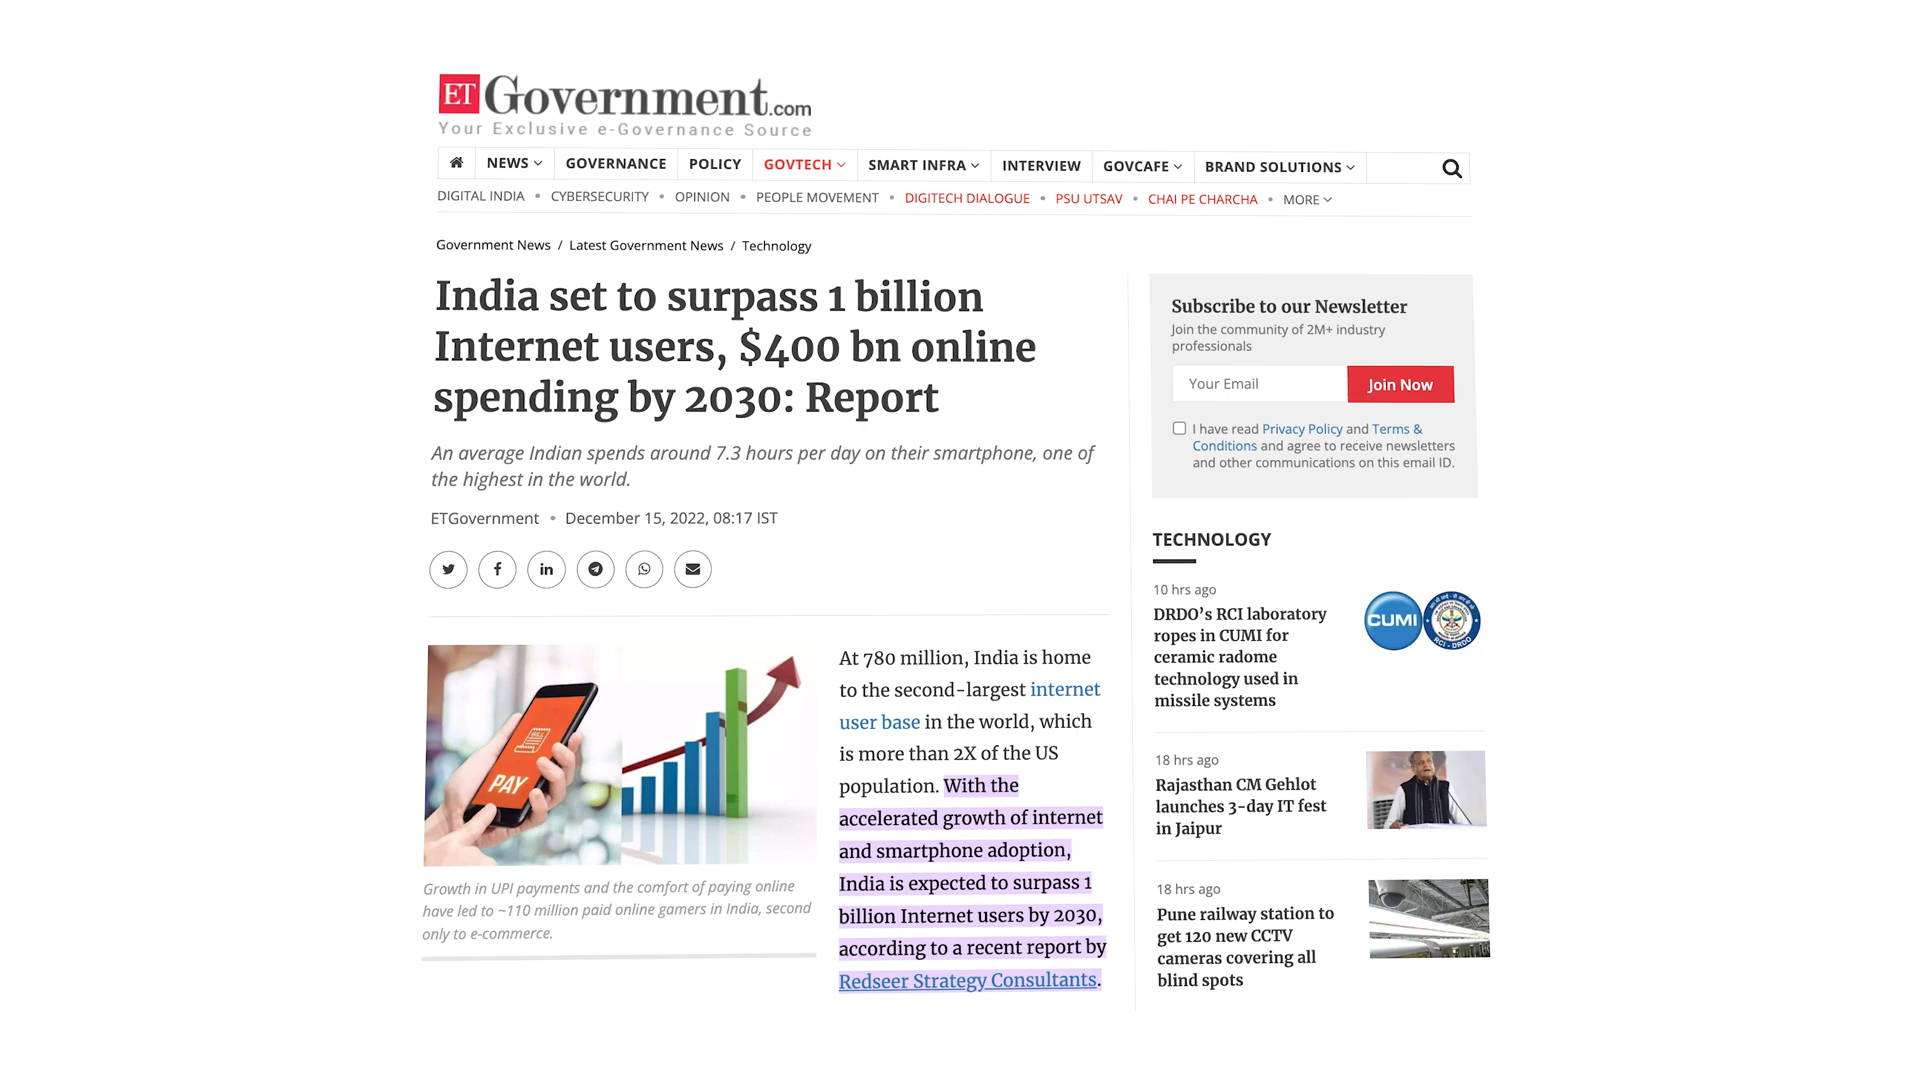 ET Government.com
Your Exclusive e-Governance Source
NEWS GOVERNANCE POLICY GOVTECH SMART INFRA INTERVIEW GOVCAFE BRAND SOLUTIONS
DIGITAL INDIA • CYBERSECURITY • OPINION • PEOPLE MOVEMENT • DIGITECH DIALOGUE • PSU UTSAV • CHAI PE CHARCHA • MORE
Government News / Latest Government News / Technology
India set to surpass 1 billion
Internet users, $400 bn online
spending by 2030: Report
An average Indian spends around 7.3 hours per day on their smartphone, one of
the highest in the world.
ETGovernment • December 15, 2022, 08:17 IST
BILL
PAY
Growth in UPI payments and the comfort of paying online
have led to ~110 million paid online gamers in India, second
only to e-commerce.
At 780 million, India is home
to the second-largest internet
user base in the world, which
is more than 2X of the US
population. With the
accelerated growth of internet
and smartphone adoption,
India is expected to surpass 1
billion Internet users by 2030,
according to a recent report by
Redseer Strategy Consultants.
Subscribe to our Newsletter
Join the community of 2M+ industry
professionals
Your Email
Join Now
I have read Privacy Policy and Terms &
Conditions and agree to receive newsletters
and other communications on this email ID.
TECHNOLOGY
10 hrs ago
DRDO's RCI laboratory
ropes in CUMI for
ceramic radome
technology used in
missile systems
CUMI
RCI - DRDO
18 hrs ago
Rajasthan CM Gehlot
launches 3-day IT fest
in Jaipur
18 hrs ago
Pune railway station to
get 120 new CCTV
cameras covering all
blind spots